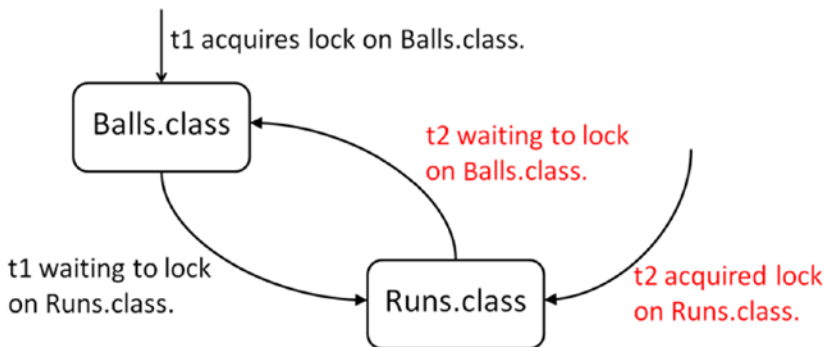 t1 acquires lock on Balls.class.
Balls.class
t2 waiting to lock
on Balls.class.
t1 waiting to lock
on Runs.class.
Runs.class
t2 acquired lock
on Runs.class.